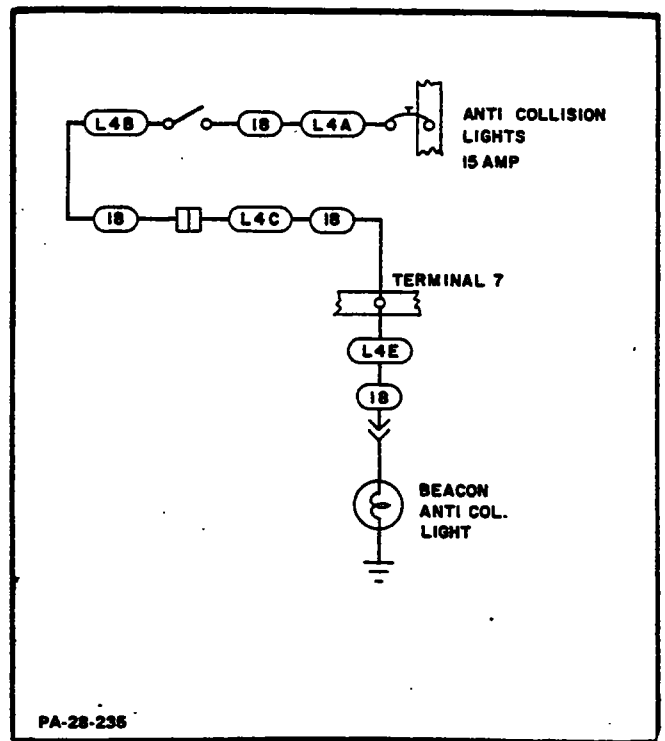 L4B 18 L4A
ANTI COLLISION
LIGHTS
15 AMP
18 L4C 18
TERMINAL 7
L4E
18
BEACON
ANTI COL.
LIGHT
PA-28-235